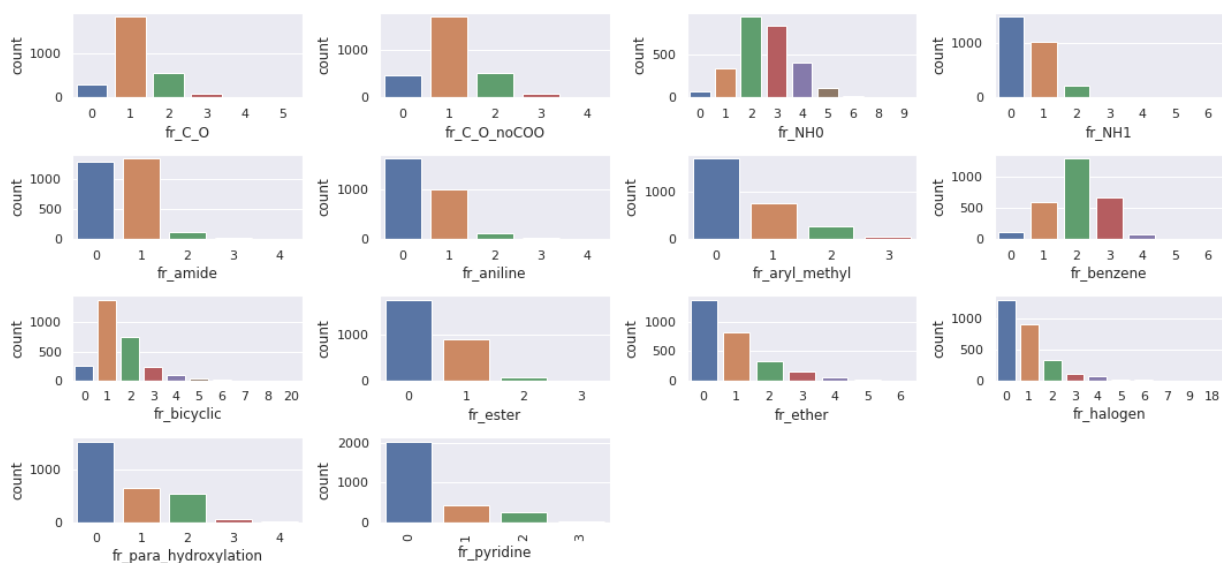 count
1000
0
0 1 2 3 4 5
fr_C_O
count
1000
0
0 1 2 3 4
fr_C_O_noCOO
count
500
0
0 1 2 3 4 5 6 8 9
fr_NH0
count
1000
0
0 1 2 3 4 5 6
fr_NH1
count
1000
500
0
0 1 2 3 4
fr_amide
count
1000
0
0 1 2 3 4
fr_aniline
count
1000
0
0 1 2 3
fr_aryl_methyl
count
1000
500
0
0 1 2 3 4 5 6
fr_benzene
count
1000
500
0
0 1 2 3 4 5 6 7 8 20
fr_bicyclic
count
1000
0
0 1 2 3
fr_ester
count
1000
500
0
0 1 2 3 4 5 6
fr_ether
count
1000
500
0
0 1 2 3 4 5 6 7 9 18
fr_halogen
count
1000
0
0 1 2 3 4
fr_para_hydroxylation
count
2000
1000
0
0 1 2 3
fr_pyridine